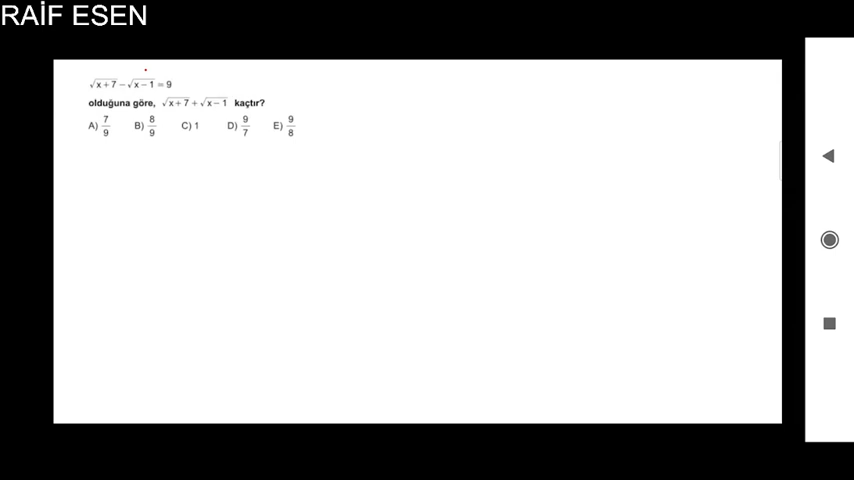 RAİF ESEN
√x+7 − √x−1 = 9
olduğuna göre, √x+7 + √x−1 kaçtır?
A) 7/9 B) 8/9 C) 1 D) 9/7 E) 9/8